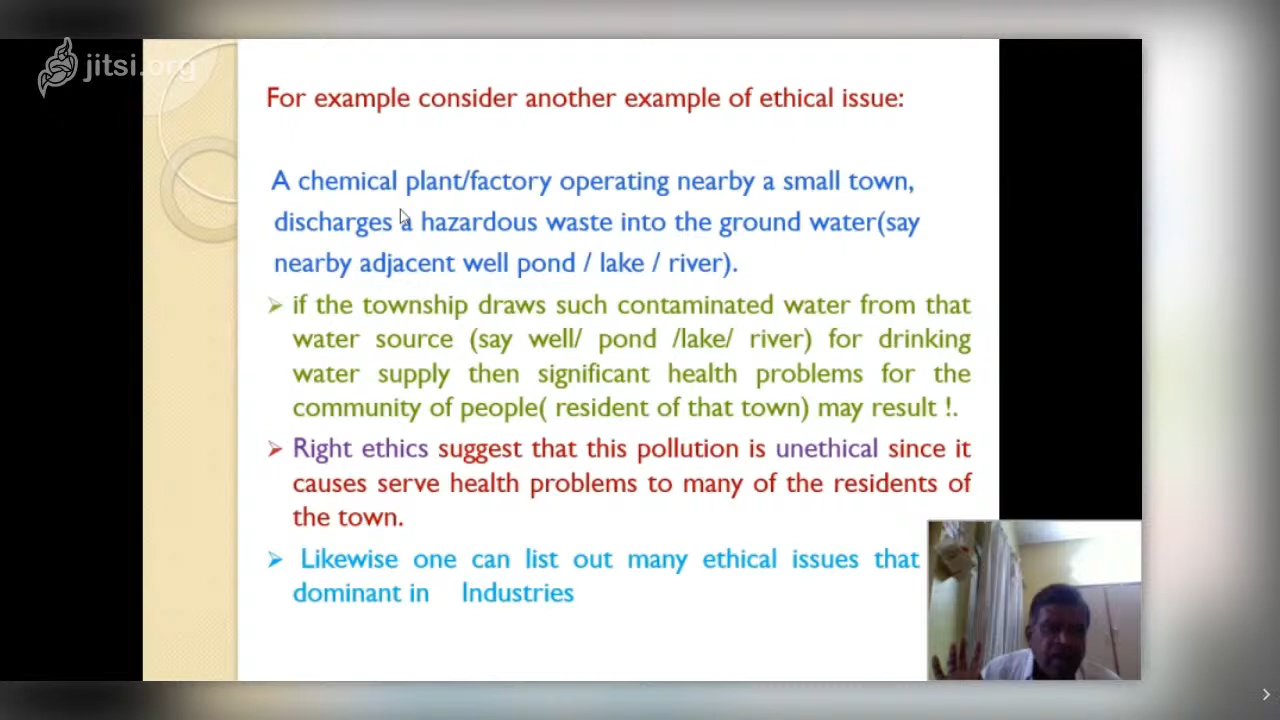 jitsi.org
For example consider another example of ethical issue:
A chemical plant/factory operating nearby a small town,
discharges a hazardous waste into the ground water(say
nearby adjacent well pond / lake / river).
if the township draws such contaminated water from that
water source (say well/ pond /lake/ river) for drinking
water supply then significant health problems for the
community of people( resident of that town) may result !.
Right ethics suggest that this pollution is unethical since it
causes serve health problems to many of the residents of
the town.
Likewise one can list out many ethical issues that
dominant in Industries